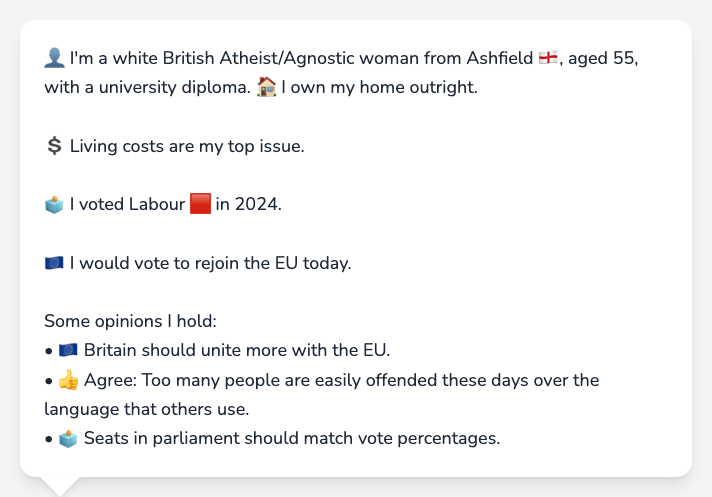 👤 I'm a white British Atheist/Agnostic woman from Ashfield 🏴󠁧󠁢󠁥󠁮󠁧󠁿, aged 55,
with a university diploma. 🏠 I own my home outright.
💲 Living costs are my top issue.
🗳️ I voted Labour 🟥 in 2024.
🇪🇺 I would vote to rejoin the EU today.
Some opinions I hold:
• 🇪🇺 Britain should unite more with the EU.
• 👍 Agree: Too many people are easily offended these days over the
language that others use.
• 🗳️ Seats in parliament should match vote percentages.